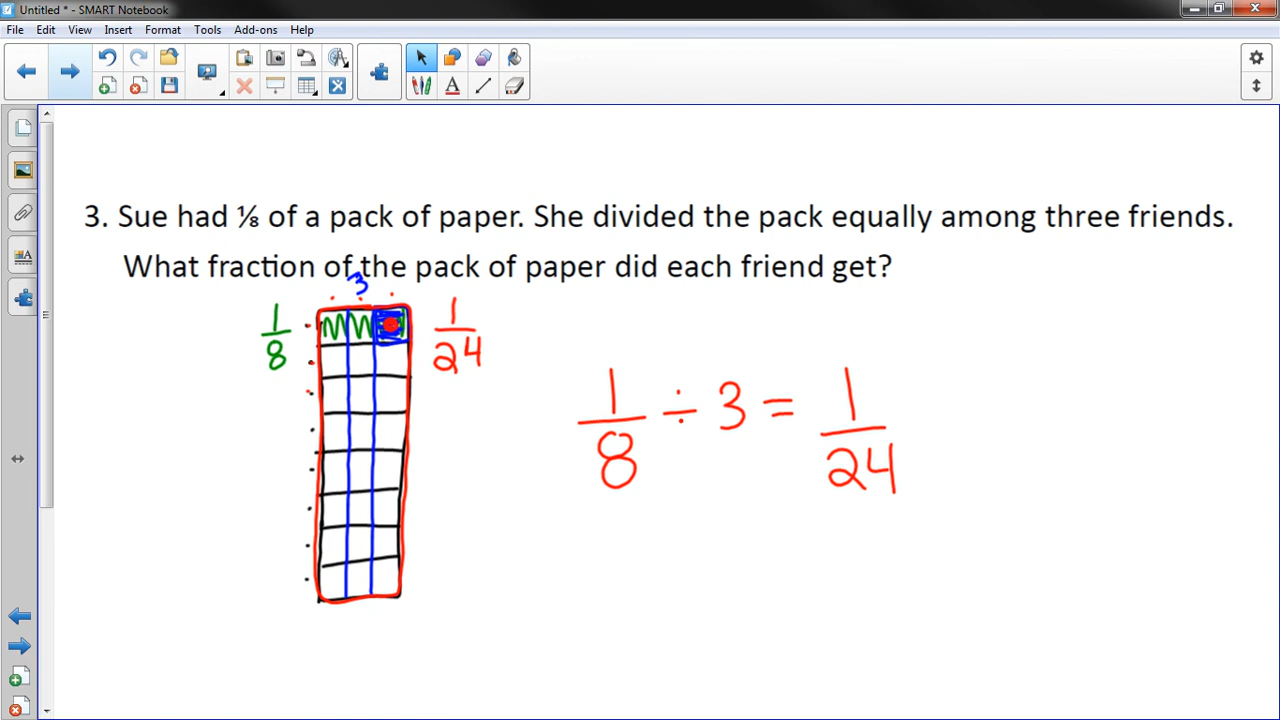 Untitled * - SMART Notebook
File Edit View Insert Format Tools Add-ons Help
3. Sue had ⅛ of a pack of paper. She divided the pack equally among three friends.
What fraction of the pack of paper did each friend get?
3
1/8
1/24
1/8 ÷ 3 = 1/24